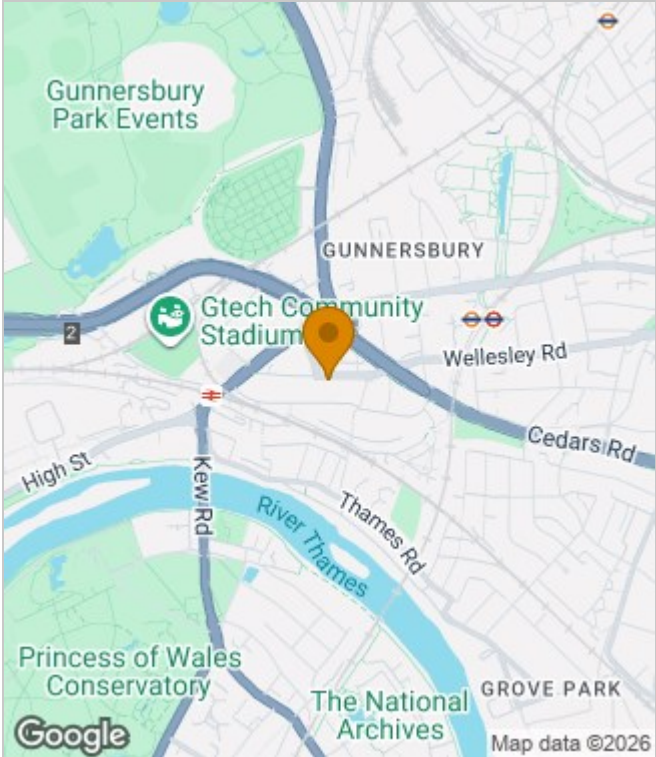 Gunnersbury
Park Events
GUNNERSBURY
Gtech Community
Stadium
2
Wellesley Rd
Cedars Rd
High St
Kew Rd
River Thames
Thames Rd
Princess of Wales
Conservatory
The National
Archives
GROVE PARK
Google
Map data ©2026